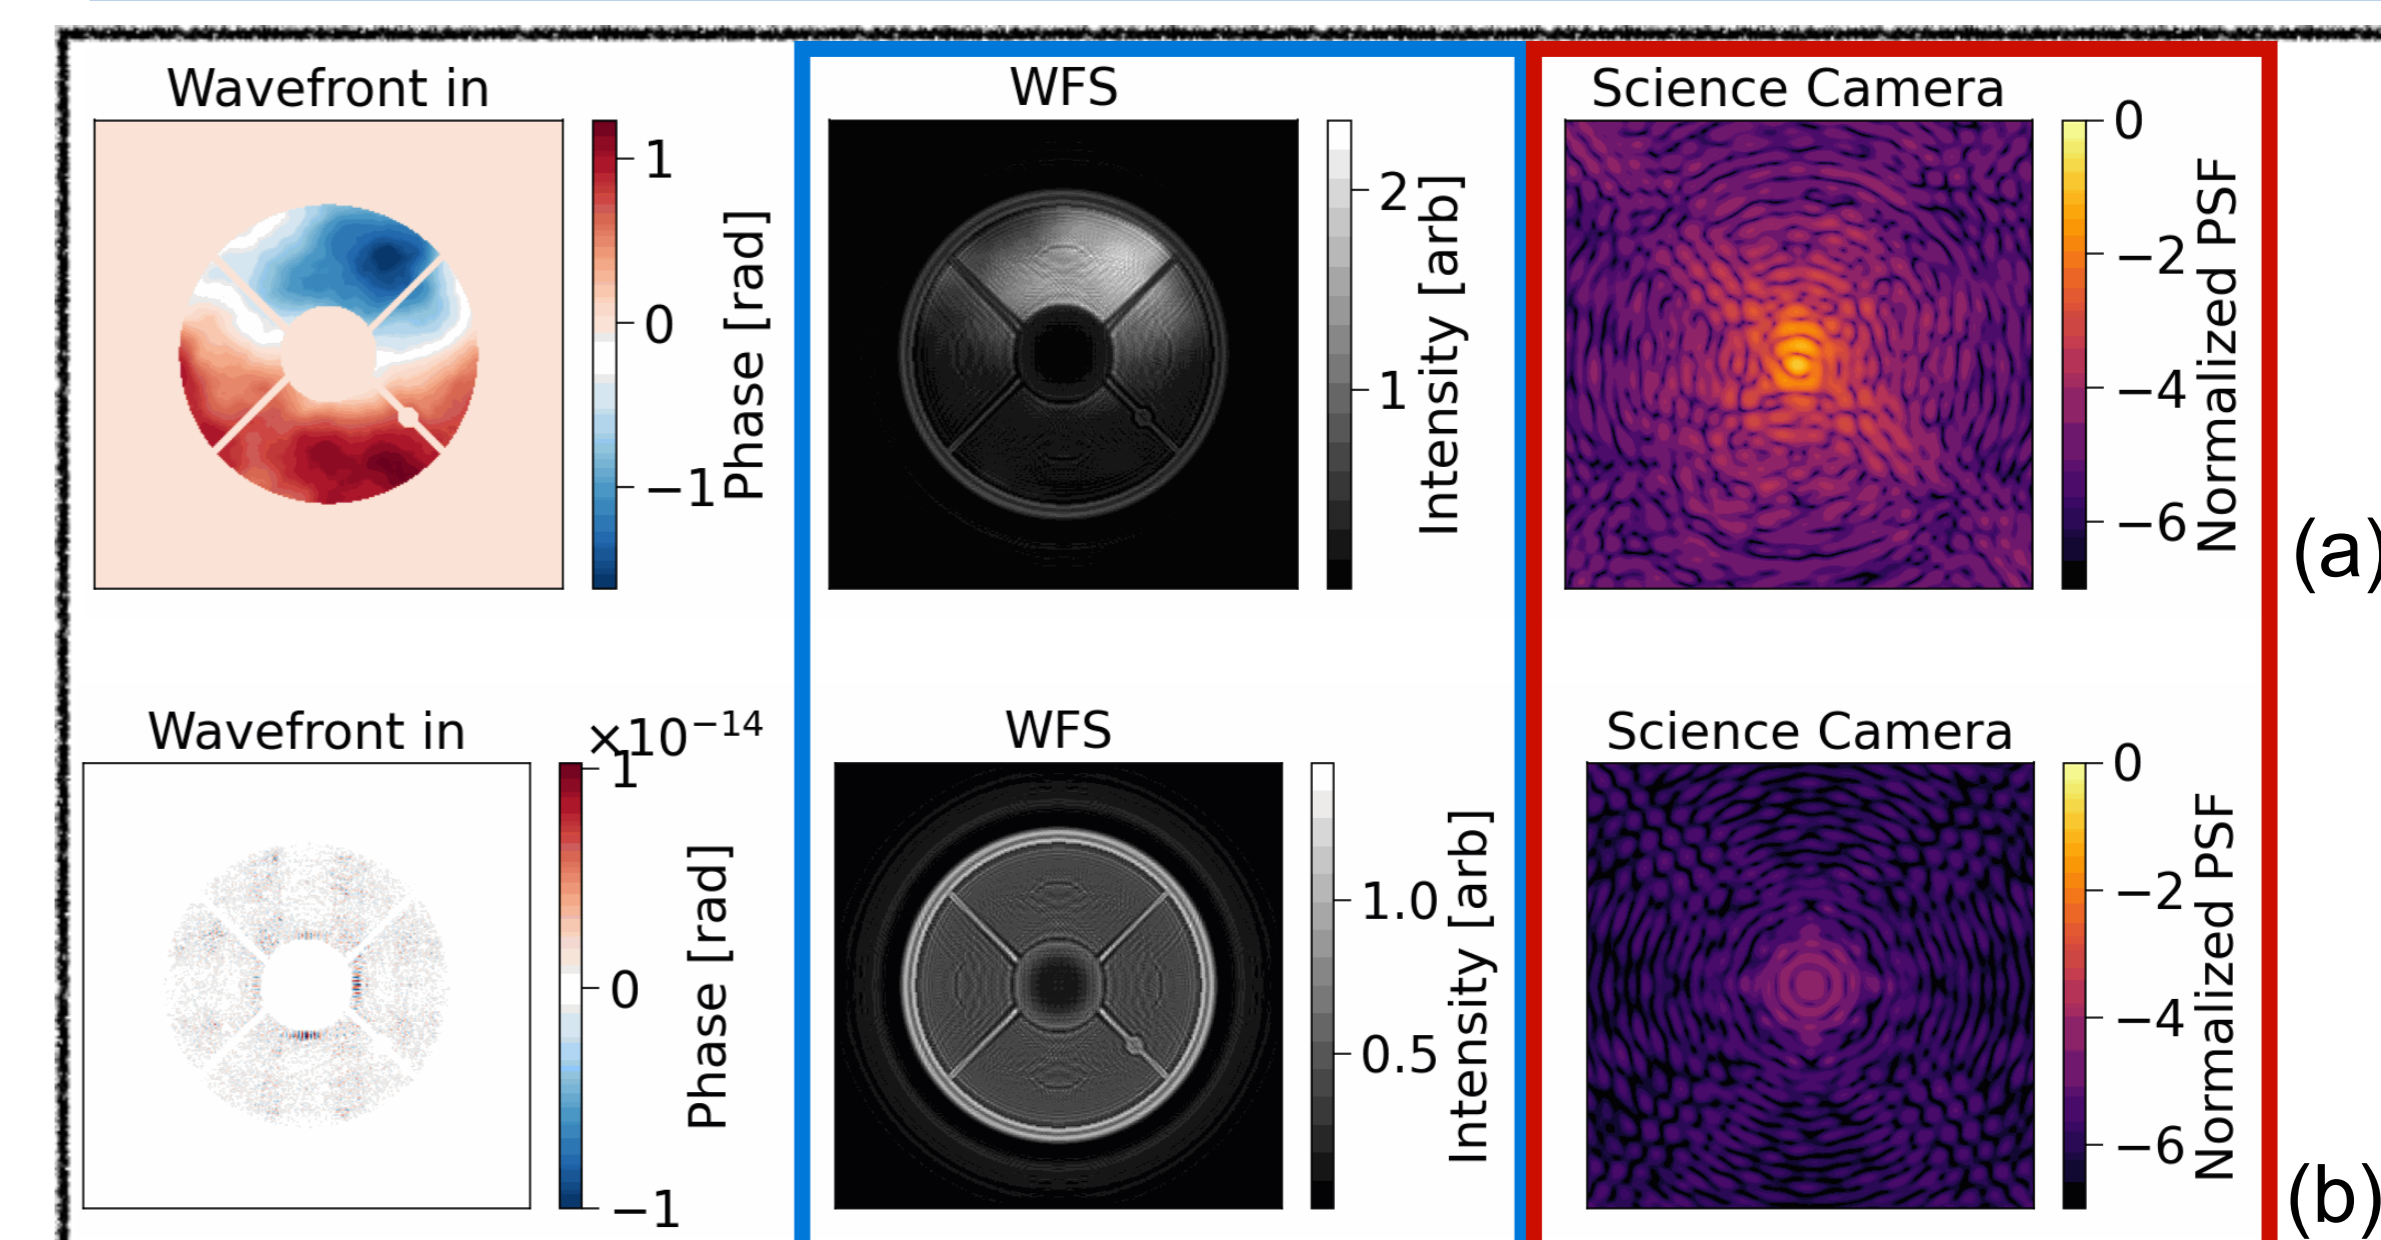 Wavefront in
1
0
−1
Phase [rad]
WFS
2
1
Intensity [arb]
Science Camera
0
−2
−4
−6
Normalized PSF
(a)
Wavefront in
×10⁻¹⁴
1
0
−1
Phase [rad]
WFS
1.0
0.5
Intensity [arb]
Science Camera
0
−2
−4
−6
Normalized PSF
(b)